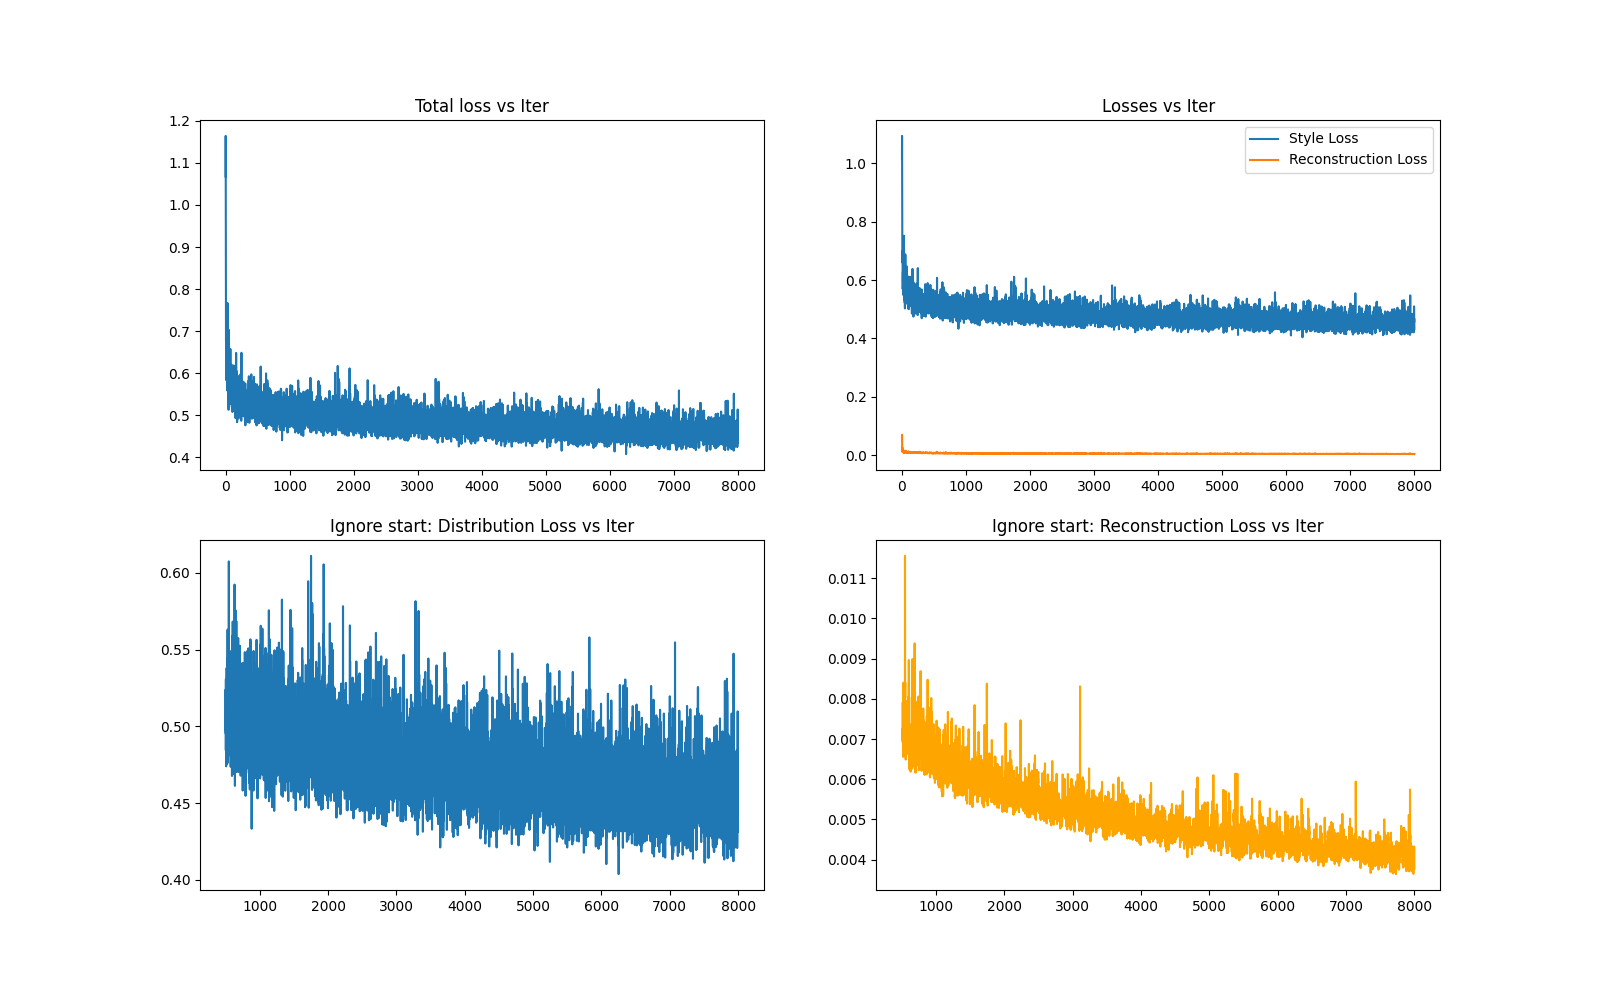 Total loss vs Iter
1.2
1.1
1.0
0.9
0.8
0.7
0.6
0.5
0.4
0 1000 2000 3000 4000 5000 6000 7000 8000
Losses vs Iter
Style Loss
Reconstruction Loss
1.0
0.8
0.6
0.4
0.2
0.0
0 1000 2000 3000 4000 5000 6000 7000 8000
Ignore start: Distribution Loss vs Iter
0.60
0.55
0.50
0.45
0.40
1000 2000 3000 4000 5000 6000 7000 8000
Ignore start: Reconstruction Loss vs Iter
0.011
0.010
0.009
0.008
0.007
0.006
0.005
0.004
1000 2000 3000 4000 5000 6000 7000 8000